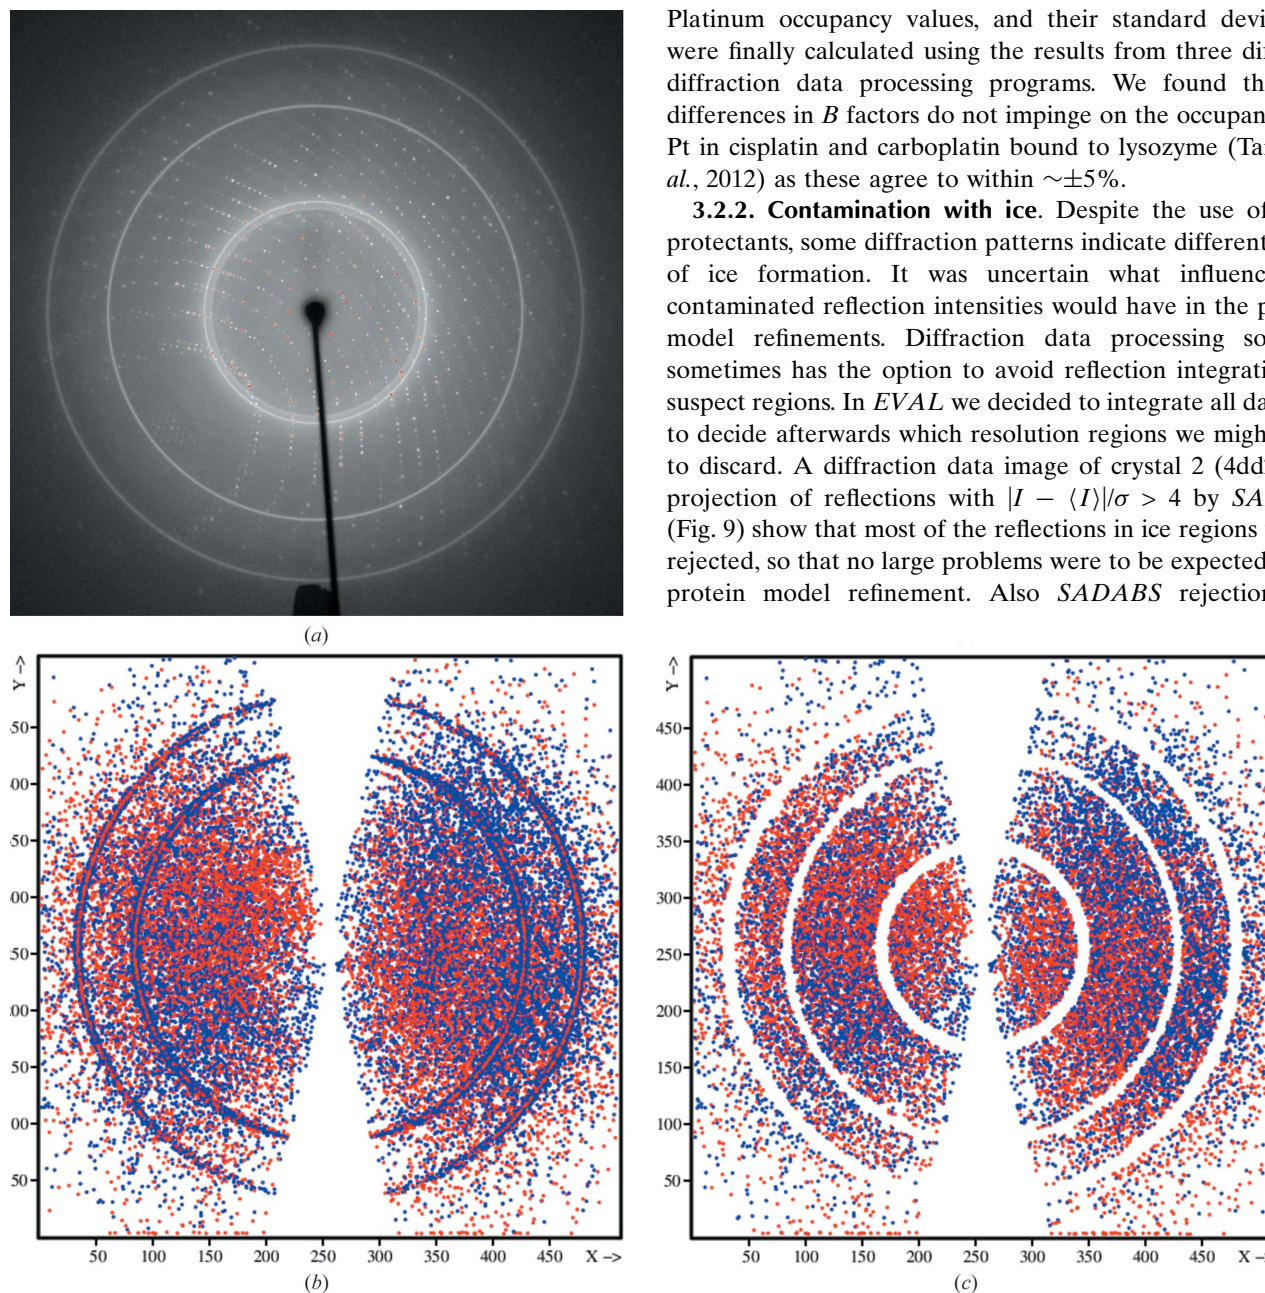 Platinum occupancy values, and their standard devi
were finally calculated using the results from three di
diffraction data processing programs. We found th
differences in B factors do not impinge on the occupan
Pt in cisplatin and carboplatin bound to lysozyme (Ta
al., 2012) as these agree to within ∼±5%.
3.2.2. Contamination with ice. Despite the use of
protectants, some diffraction patterns indicate different
of ice formation. It was uncertain what influenc
contaminated reflection intensities would have in the p
model refinements. Diffraction data processing so
sometimes has the option to avoid reflection integrati
suspect regions. In EVAL we decided to integrate all da
to decide afterwards which resolution regions we migh
to discard. A diffraction data image of crystal 2 (4dd
projection of reflections with |I − ⟨I⟩|/σ > 4 by SA
(Fig. 9) show that most of the reflections in ice regions
rejected, so that no large problems were to be expected
protein model refinement. Also SADABS rejection
(a)
Y -->
50
00
50
00
50
00
50
00
50
50 100 150 200 250 300 350 400 450 X -->
(b)
Y -->
450
400
350
300
250
200
150
100
50
50 100 150 200 250 300 350 400 450 X -
(c)